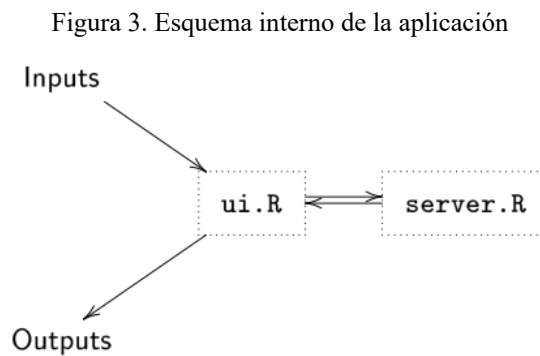 Figura 3. Esquema interno de la aplicación
Inputs
ui.R
server.R
Outputs